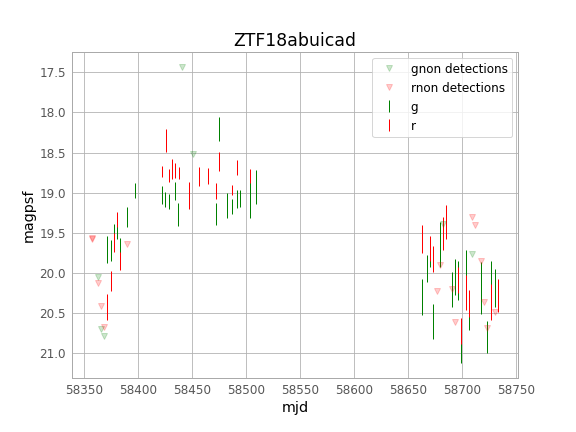 ZTF18abuicad
gnon detections
rnon detections
g
r
magpsf
17.5
18.0
18.5
19.0
19.5
20.0
20.5
21.0
58350 58400 58450 58500 58550 58600 58650 58700 58750
mjd